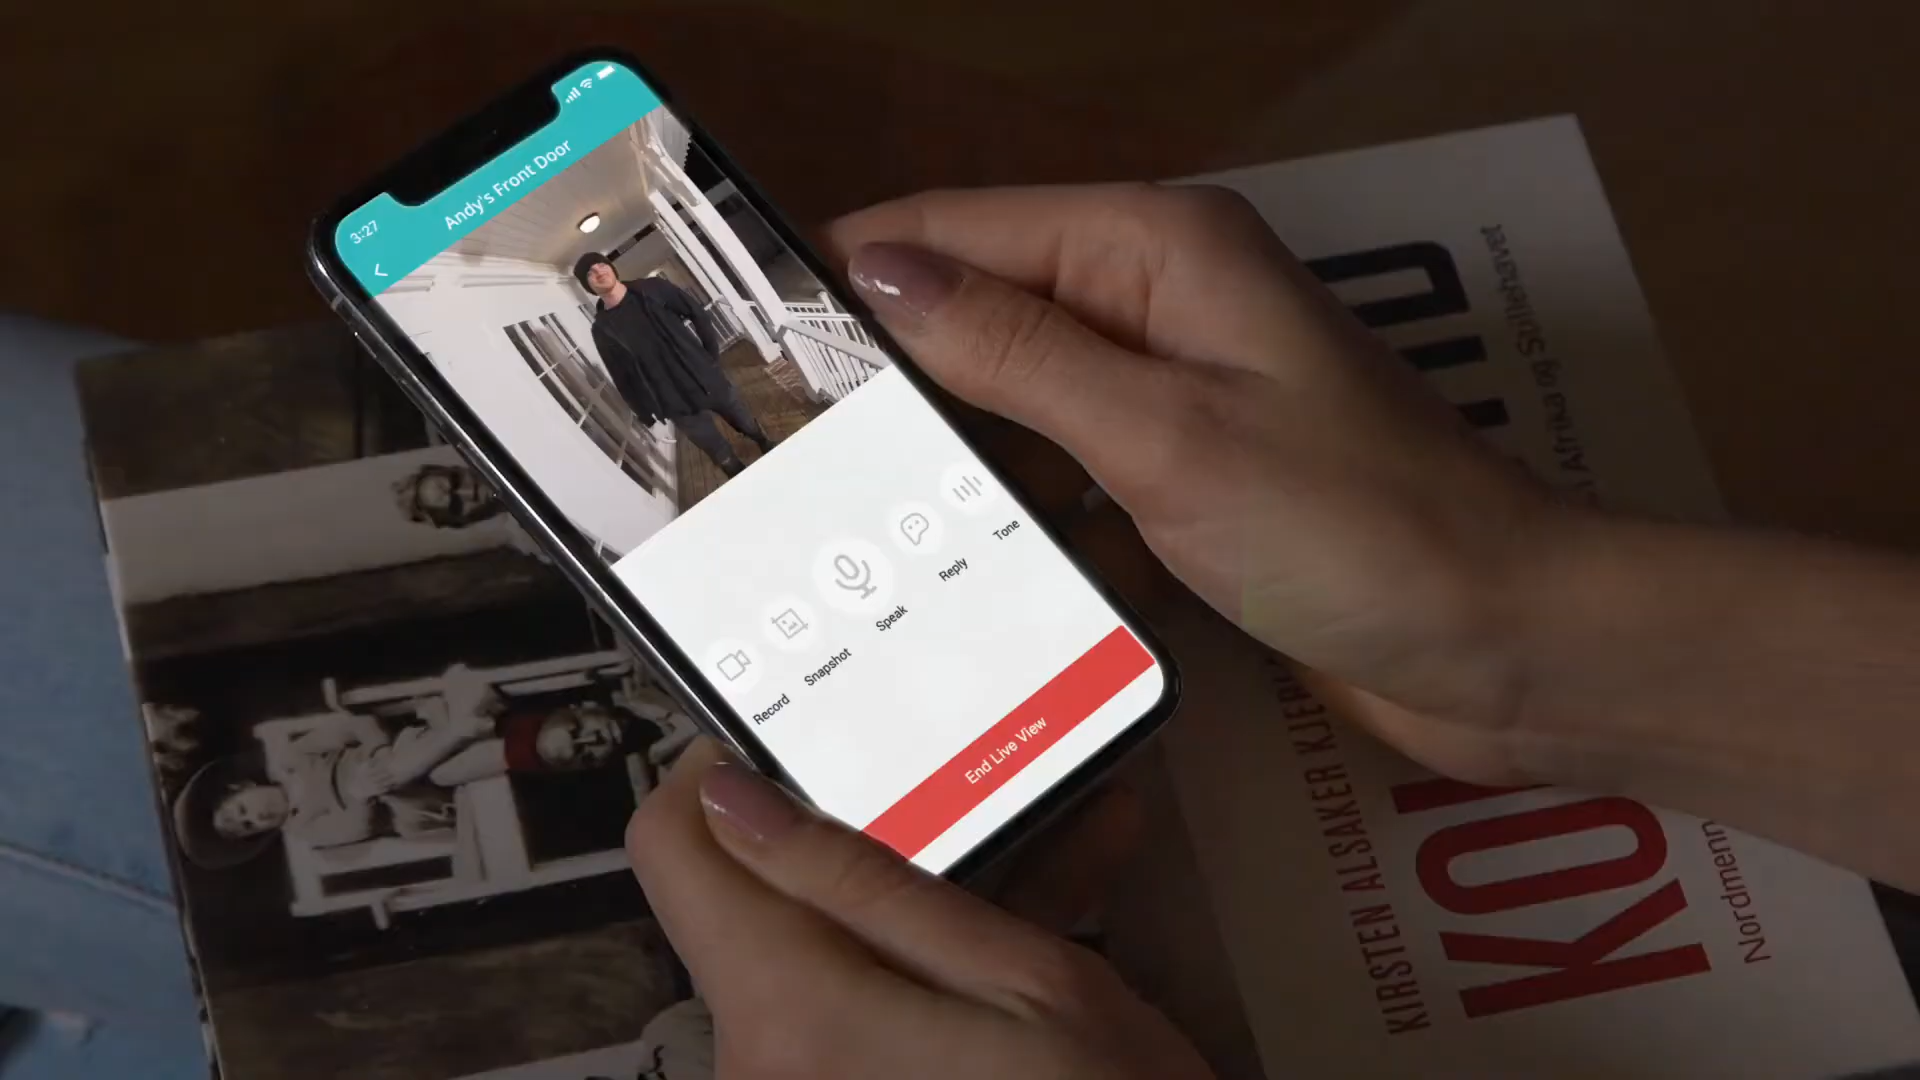 3:27
Andy's Front Door
Record
Snapshot
Speak
Reply
Tone
End Live View
Afrika og Stillehavet
KIRSTEN ALSAKER
KOL
Nordmenn